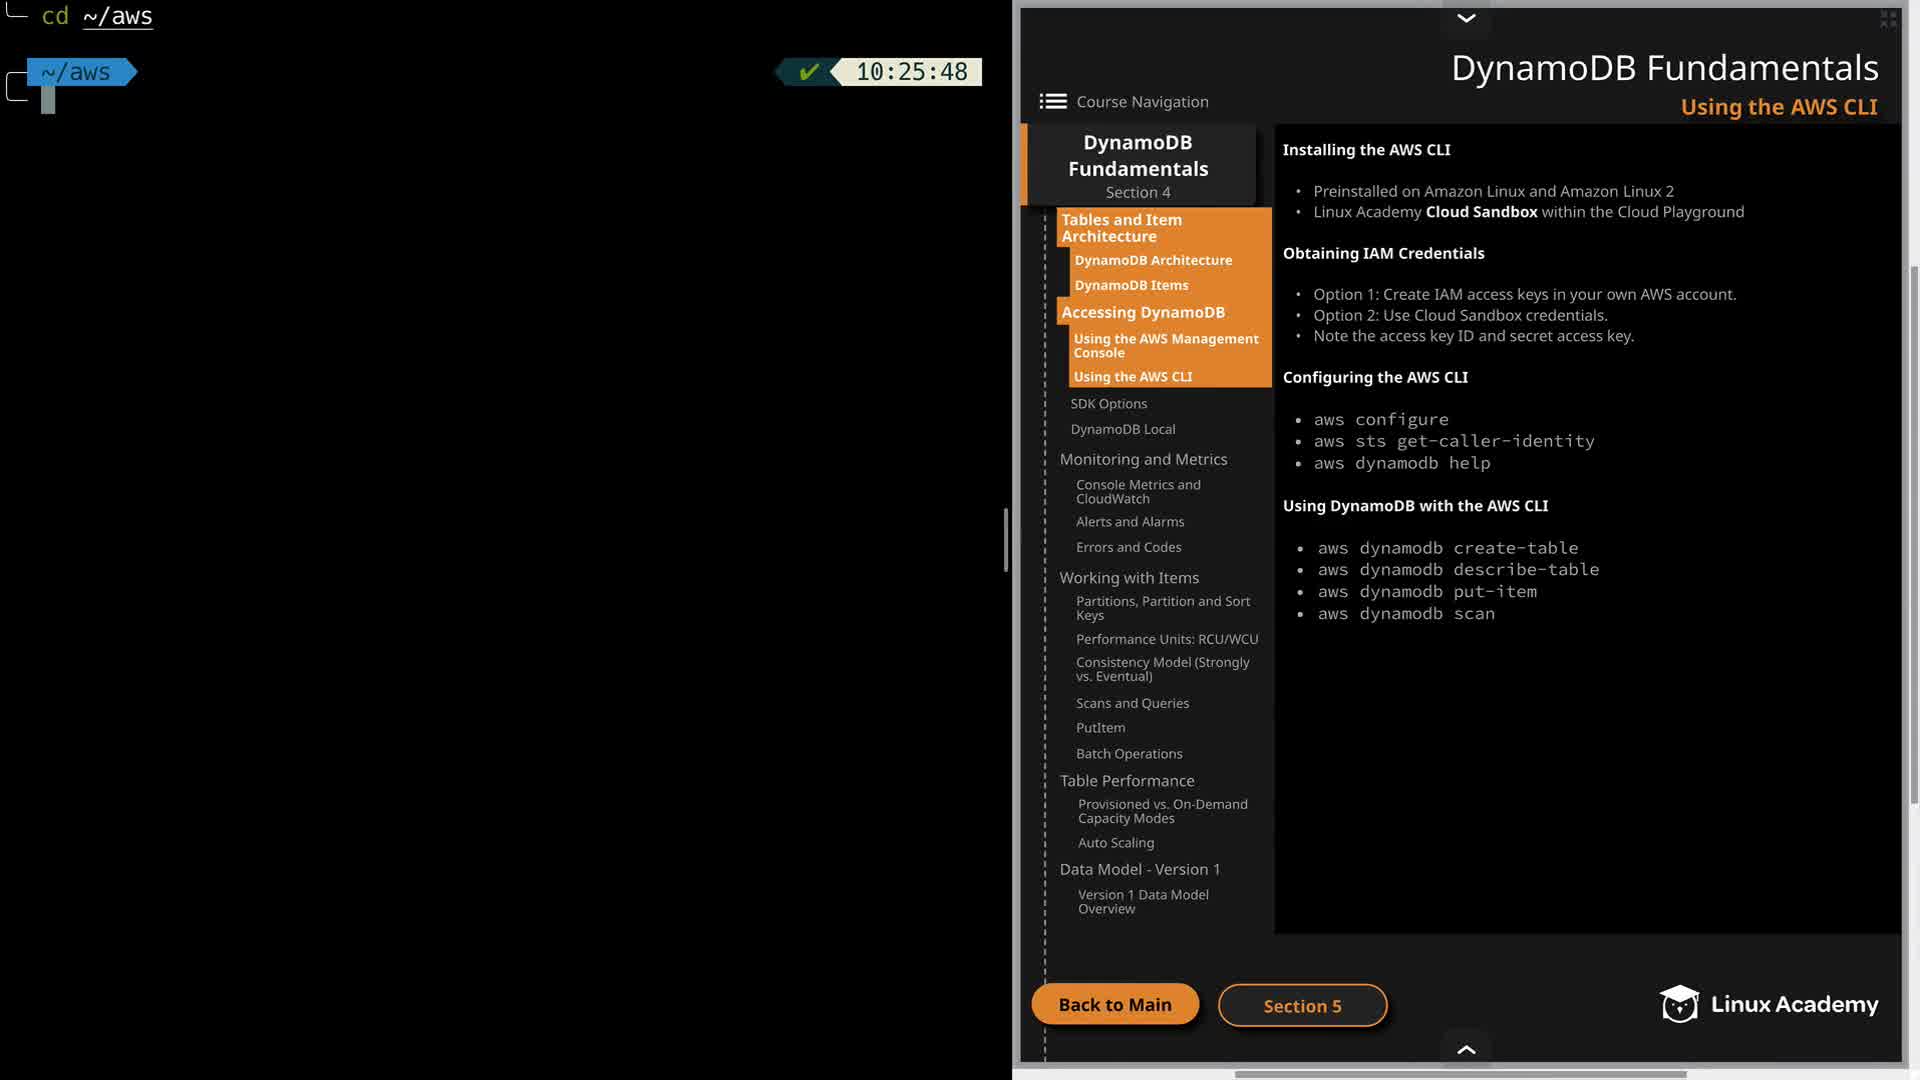 cd ~/aws
~/aws
✔ 10:25:48
DynamoDB Fundamentals
Using the AWS CLI
Course Navigation
DynamoDB
Fundamentals
Section 4
Tables and Item
Architecture
DynamoDB Architecture
DynamoDB Items
Accessing DynamoDB
Using the AWS Management
Console
Using the AWS CLI
SDK Options
DynamoDB Local
Monitoring and Metrics
Console Metrics and
CloudWatch
Alerts and Alarms
Errors and Codes
Working with Items
Partitions, Partition and Sort
Keys
Performance Units: RCU/WCU
Consistency Model (Strongly
vs. Eventual)
Scans and Queries
PutItem
Batch Operations
Table Performance
Provisioned vs. On-Demand
Capacity Modes
Auto Scaling
Data Model - Version 1
Version 1 Data Model
Overview
Installing the AWS CLI
• Preinstalled on Amazon Linux and Amazon Linux 2
• Linux Academy Cloud Sandbox within the Cloud Playground
Obtaining IAM Credentials
• Option 1: Create IAM access keys in your own AWS account.
• Option 2: Use Cloud Sandbox credentials.
• Note the access key ID and secret access key.
Configuring the AWS CLI
• aws configure
• aws sts get-caller-identity
• aws dynamodb help
Using DynamoDB with the AWS CLI
• aws dynamodb create-table
• aws dynamodb describe-table
• aws dynamodb put-item
• aws dynamodb scan
Back to Main
Section 5
Linux Academy